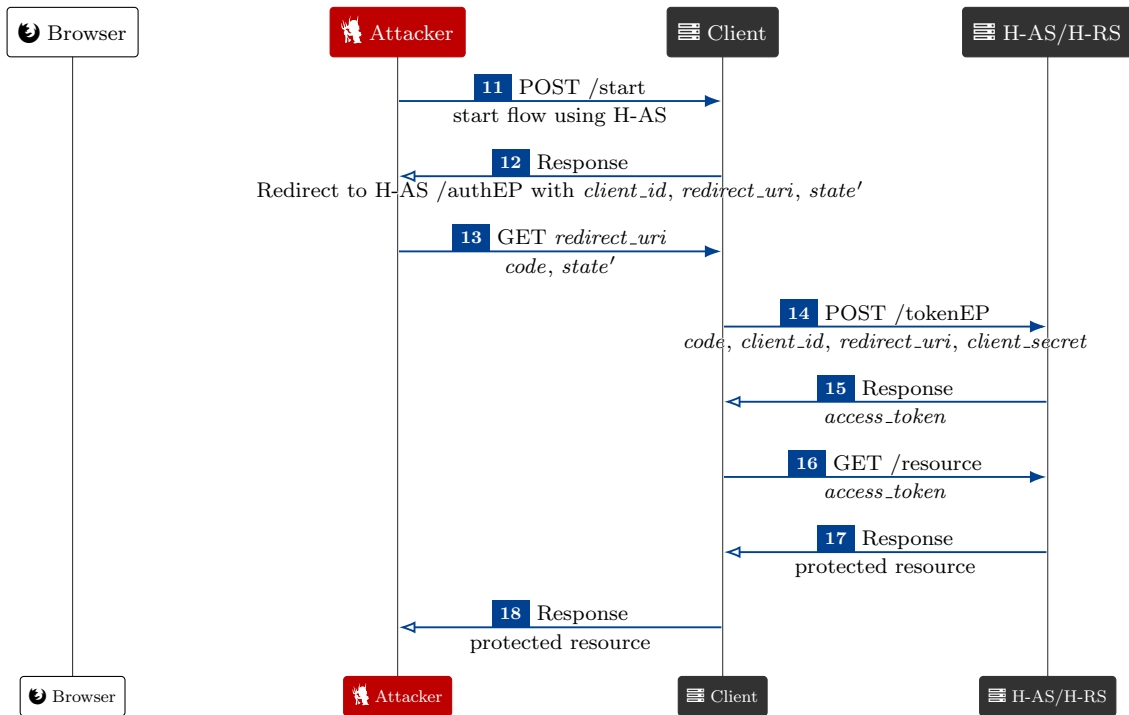 Browser
Attacker
Client
H-AS/H-RS
11 POST /start
start flow using H-AS
12 Response
Redirect to H-AS /authEP with client_id, redirect_uri, state′
13 GET redirect_uri
code, state′
14 POST /tokenEP
code, client_id, redirect_uri, client_secret
15 Response
access_token
16 GET /resource
access_token
17 Response
protected resource
18 Response
protected resource
Browser
Attacker
Client
H-AS/H-RS